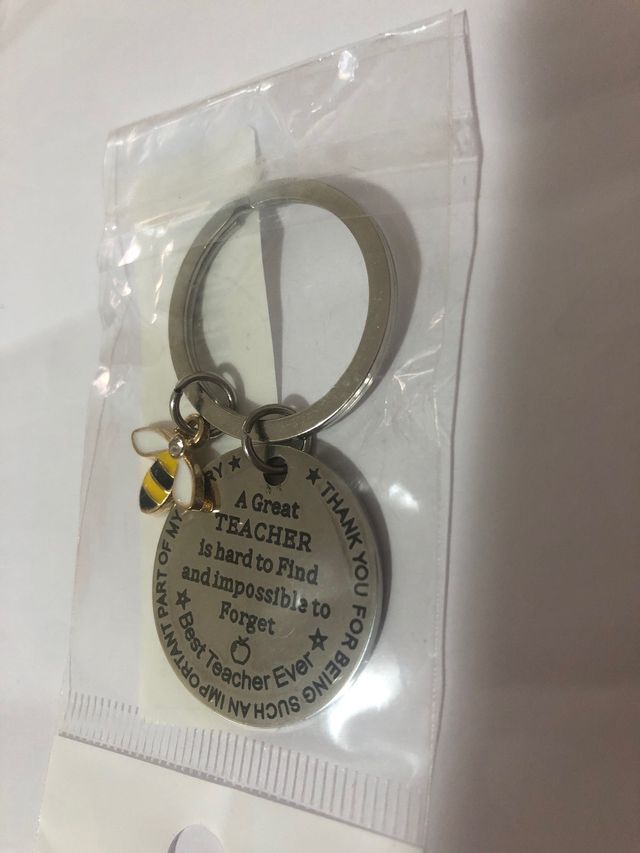 A Great
TEACHER
is hard to Find
and impossible to
Forget
Best Teacher Ever
THANK YOU FOR BEING SUCH AN IMPORTANT PART OF MY